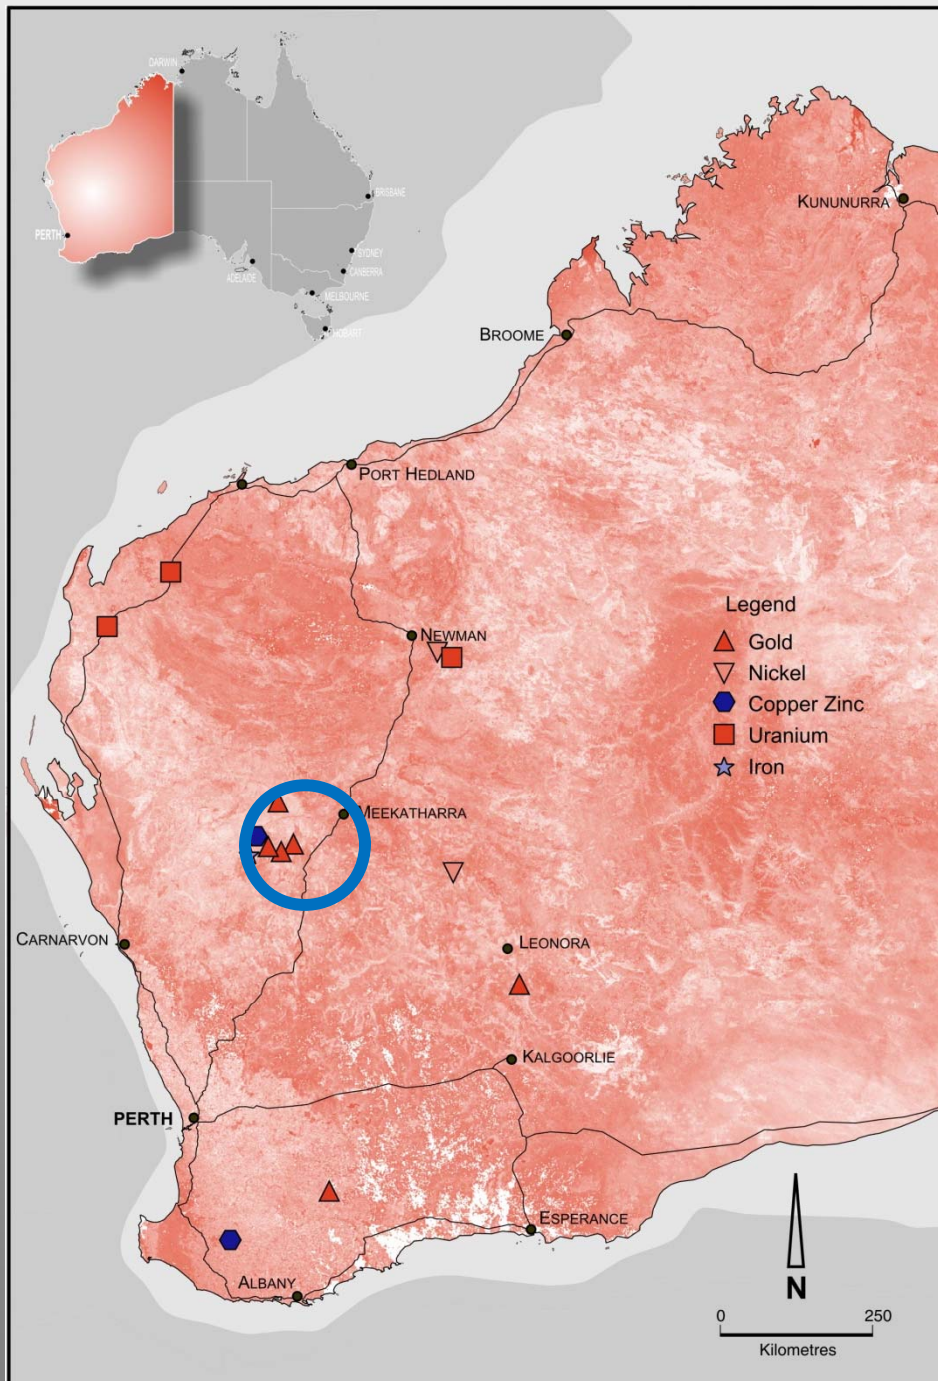 DARWIN
BRISBANE
PERTH
SYDNEY
ADELAIDE
CANBERRA
MELBOURNE
HOBART
KUNUNURRA
BROOME
PORT HEDLAND
NEWMAN
Legend
Gold
Nickel
Copper Zinc
Uranium
Iron
MEEKATHARRA
CARNARVON
LEONORA
KALGOORLIE
PERTH
ESPERANCE
ALBANY
N
0 250
Kilometres